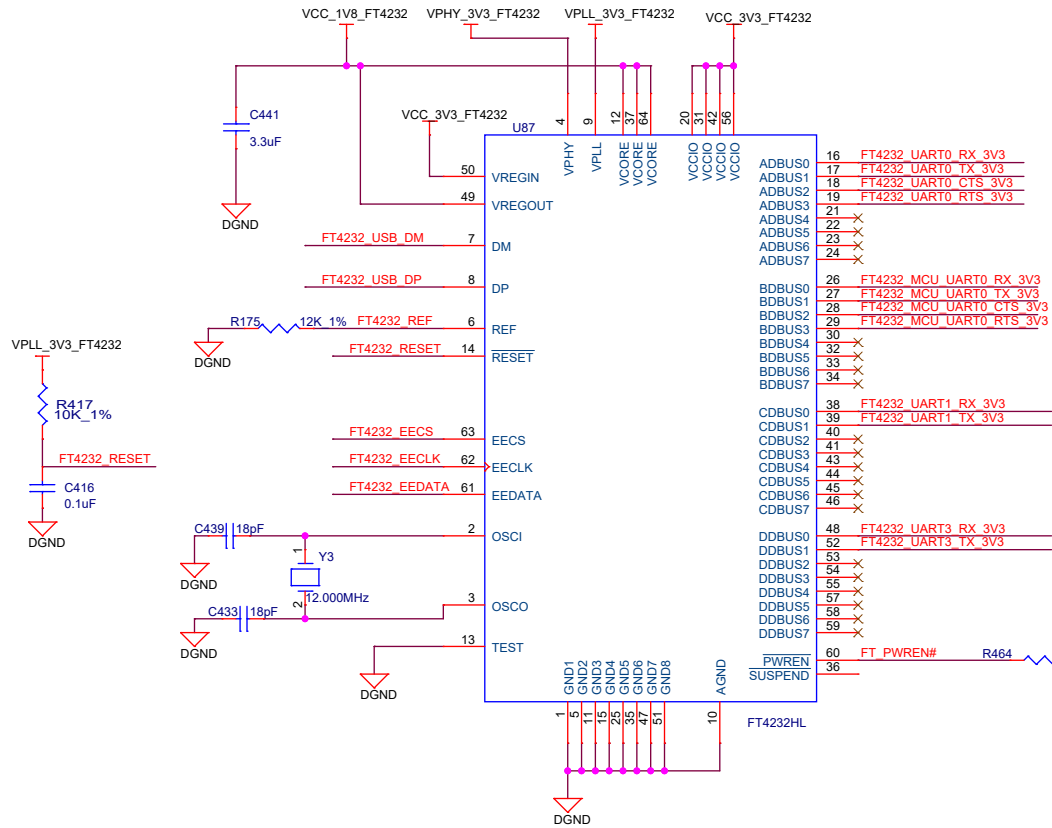 VCC_1V8_FT4232
VPHY_3V3_FT4232
VPLL_3V3_FT4232
VCC_3V3_FT4232
C441
3.3uF
DGND
VCC_3V3_FT4232
U87
4
9
12
37
64
20
31
42
56
VPHY
VPLL
VCORE
VCORE
VCORE
VCCIO
VCCIO
VCCIO
VCCIO
50 VREGIN
49 VREGOUT
FT4232_USB_DM 7 DM
FT4232_USB_DP 8 DP
R175 12K_1% FT4232_REF 6 REF
DGND
FT4232_RESET 14 RESET
VPLL_3V3_FT4232
R417
10K_1%
FT4232_RESET
C416
0.1uF
DGND
FT4232_EECS 63 EECS
FT4232_EECLK 62 EECLK
FT4232_EEDATA 61 EEDATA
C439 18pF 2 OSCI
DGND
1
Y3
12.000MHz
2
C433 18pF 3 OSCO
DGND
13 TEST
DGND
ADBUS0 16 FT4232_UART0_RX_3V3
ADBUS1 17 FT4232_UART0_TX_3V3
ADBUS2 18 FT4232_UART0_CTS_3V3
ADBUS3 19 FT4232_UART0_RTS_3V3
ADBUS4 21
ADBUS5 22
ADBUS6 23
ADBUS7 24
BDBUS0 26 FT4232_MCU_UART0_RX_3V3
BDBUS1 27 FT4232_MCU_UART0_TX_3V3
BDBUS2 28 FT4232_MCU_UART0_CTS_3V3
BDBUS3 29 FT4232_MCU_UART0_RTS_3V3
BDBUS4 30
BDBUS5 32
BDBUS6 33
BDBUS7 34
CDBUS0 38 FT4232_UART1_RX_3V3
CDBUS1 39 FT4232_UART1_TX_3V3
CDBUS2 40
CDBUS3 41
CDBUS4 43
CDBUS5 44
CDBUS6 45
CDBUS7 46
DDBUS0 48 FT4232_UART3_RX_3V3
DDBUS1 52 FT4232_UART3_TX_3V3
DDBUS2 53
DDBUS3 54
DDBUS4 55
DDBUS5 57
DDBUS6 58
DDBUS7 59
PWREN 60 FT_PWREN# R464
SUSPEND 36
GND1
GND2
GND3
GND4
GND5
GND6
GND7
GND8
AGND
1
5
11
15
25
35
47
51
10
FT4232HL
DGND